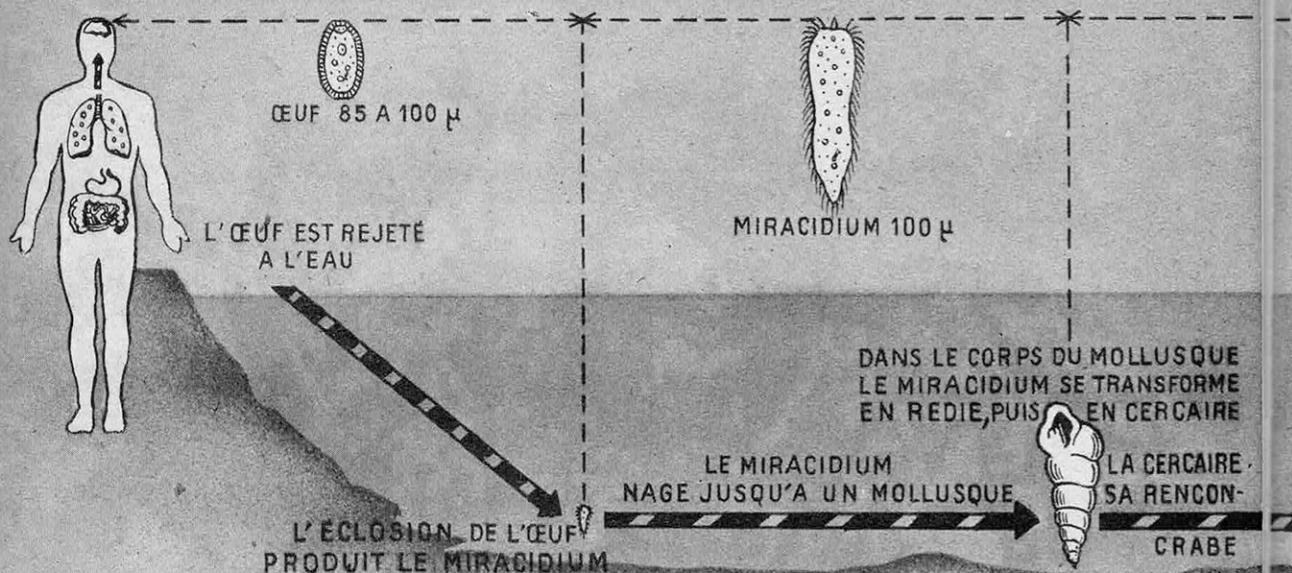 ŒUF 85 A 100 µ
MIRACIDIUM 100 µ
L'ŒUF EST REJETÉ
A L'EAU
DANS LE CORPS DU MOLLUSQUE
LE MIRACIDIUM SE TRANSFORME
EN REDIE, PUIS EN CERCAIRE
LE MIRACIDIUM
NAGE JUSQU'A UN MOLLUSQUE
L'ÉCLOSION DE L'ŒUF
PRODUIT LE MIRACIDIUM
LA CERCAIRE
SA RENCON-
CRABE